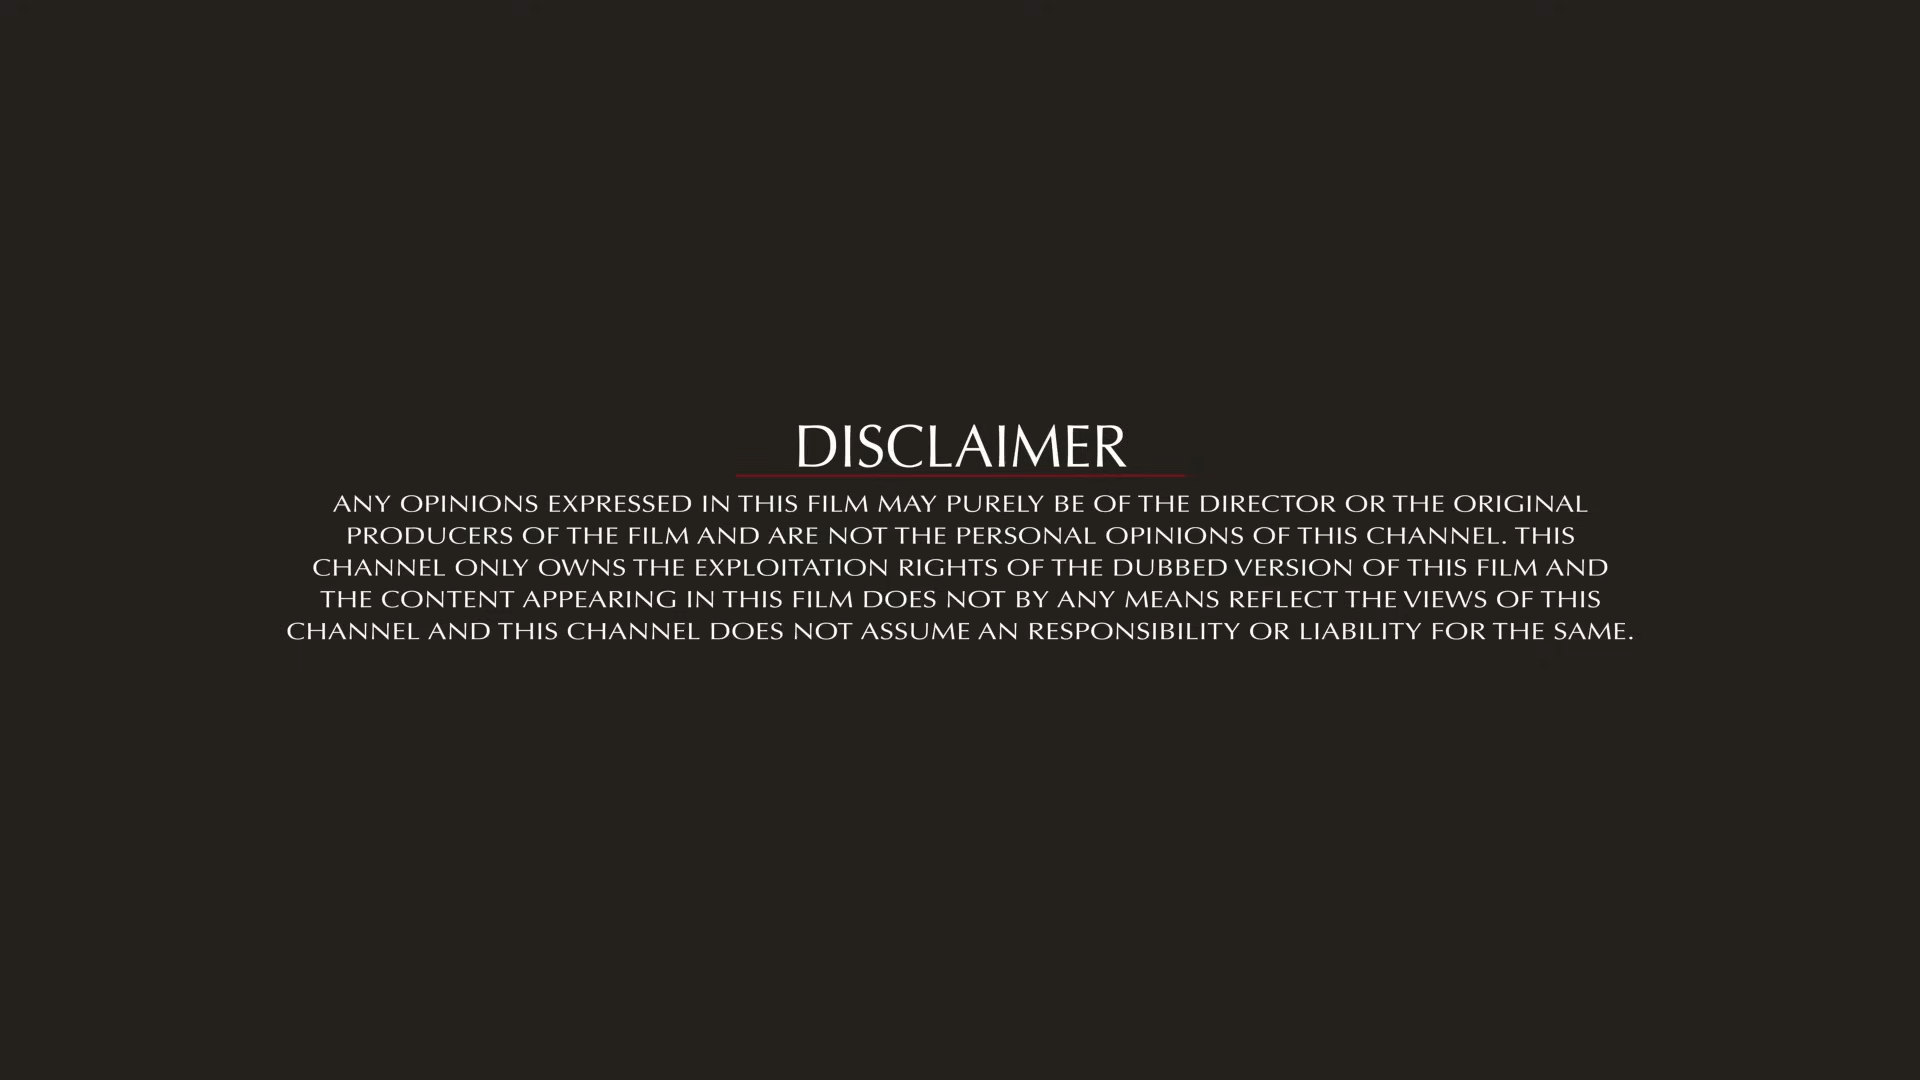 DISCLAIMER
ANY OPINIONS EXPRESSED IN THIS FILM MAY PURELY BE OF THE DIRECTOR OR THE ORIGINAL
PRODUCERS OF THE FILM AND ARE NOT THE PERSONAL OPINIONS OF THIS CHANNEL. THIS
CHANNEL ONLY OWNS THE EXPLOITATION RIGHTS OF THE DUBBED VERSION OF THIS FILM AND
THE CONTENT APPEARING IN THIS FILM DOES NOT BY ANY MEANS REFLECT THE VIEWS OF THIS
CHANNEL AND THIS CHANNEL DOES NOT ASSUME AN RESPONSIBILITY OR LIABILITY FOR THE SAME.